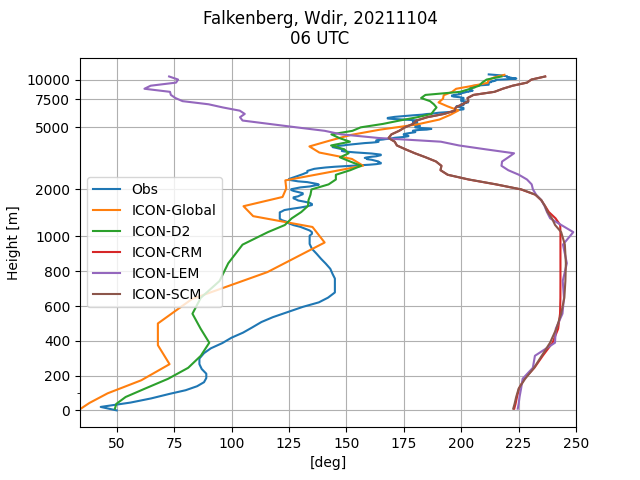 Falkenberg, Wdir, 20211104
06 UTC
10000
7500
5000
2000
1000
800
600
400
200
0
Height [m]
Obs
ICON-Global
ICON-D2
ICON-CRM
ICON-LEM
ICON-SCM
50 75 100 125 150 175 200 225 250
[deg]